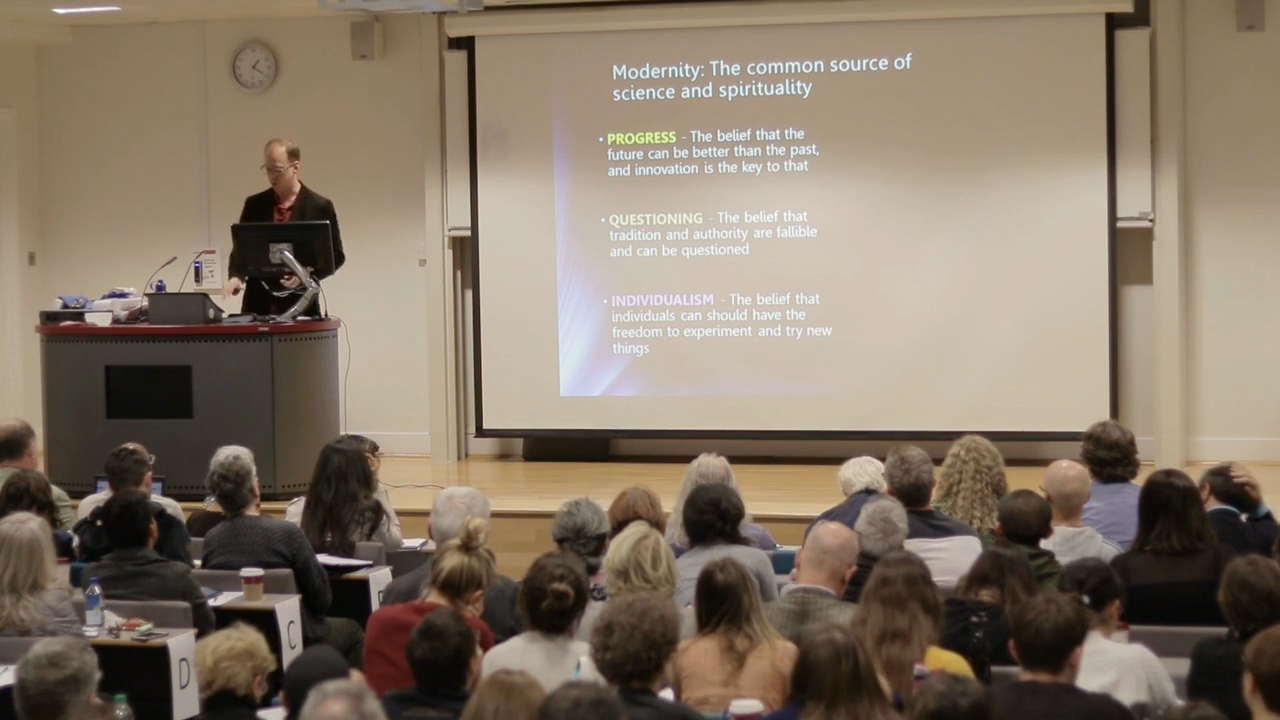 Modernity: The common source of
science and spirituality
• PROGRESS - The belief that the
future can be better than the past,
and innovation is the key to that
• QUESTIONING - The belief that
tradition and authority are fallible
and can be questioned
• INDIVIDUALISM - The belief that
individuals can should have the
freedom to experiment and try new
things
C
D